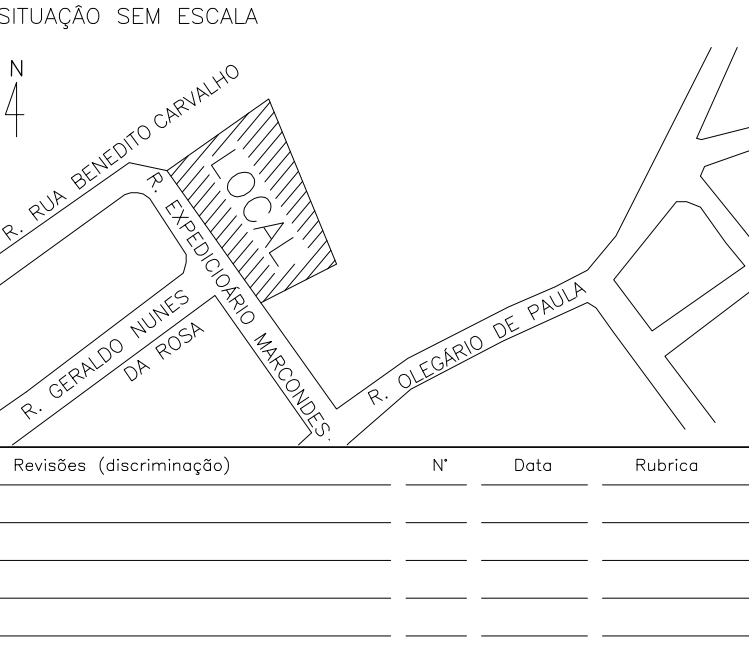 SITUAÇÂO SEM ESCALA
N
R. RUA BENEDITO CARVALHO
LOCAL
R. EXPEDICIOÁRIO MARCONDES
R. GERALDO NUNES
DA ROSA
R. OLEGÁRIO DE PAULA
Revisões (discriminação) N° Data Rubrica